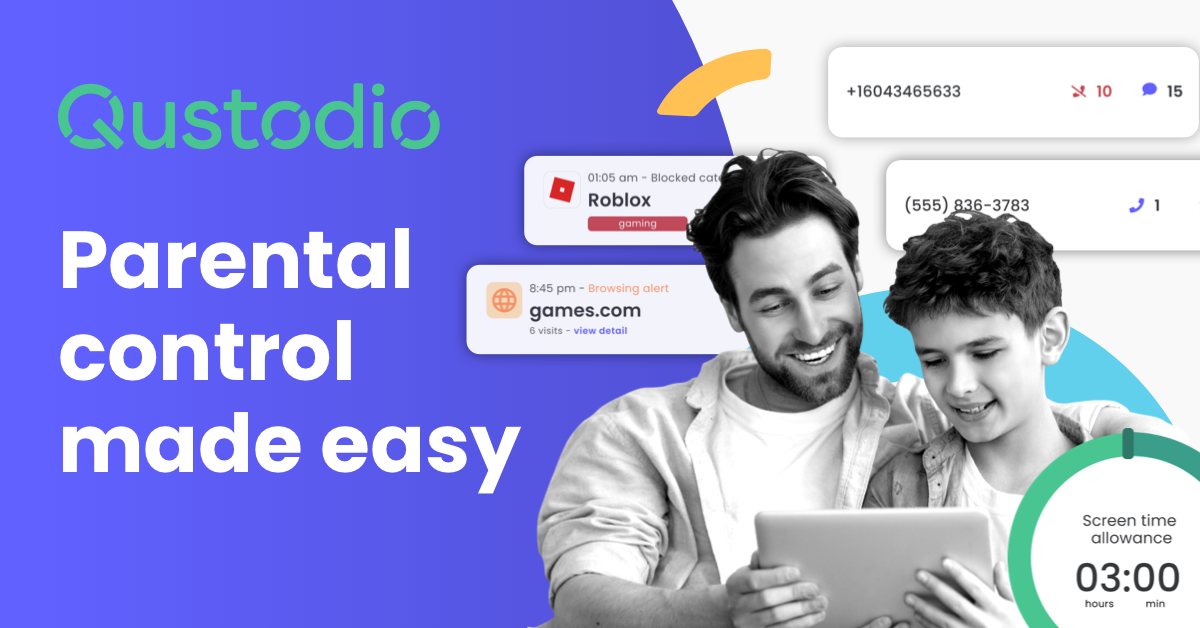 Qustodio
Parental
control
made easy
+16043465633 10 15
(555) 836-3783 1
01:05 am - Blocked
Roblox
gaming
8:45 pm - Browsing alert
games.com
6 visits - view detail
Screen time
allowance
03:00
hours min